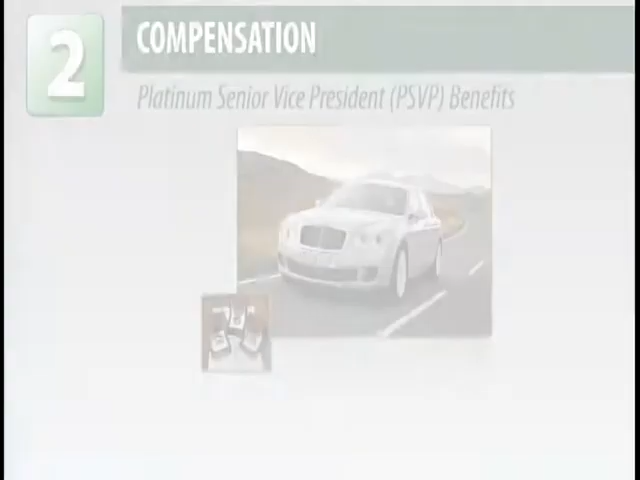 2
COMPENSATION
Platinum Senior Vice President (PSVP) Benefits